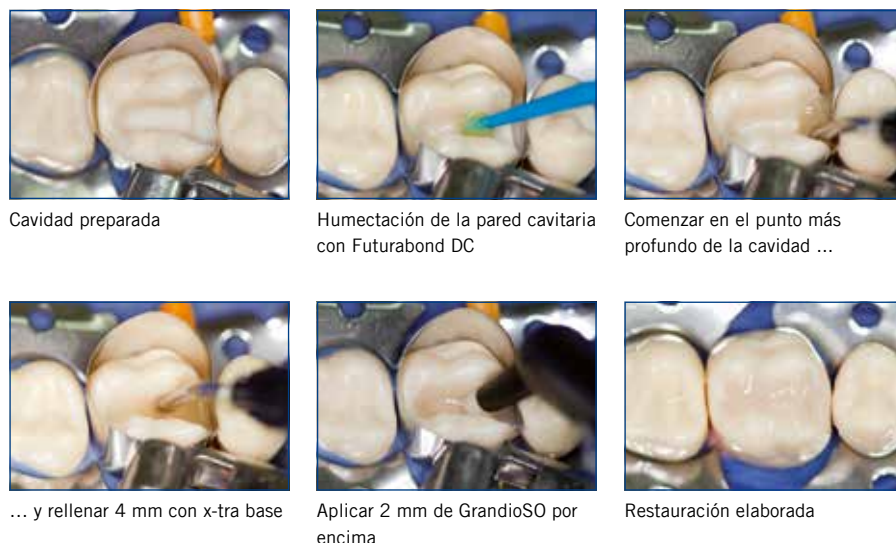 Cavidad preparada
Humectación de la pared cavitaria
con Futurabond DC
Comenzar en el punto más
profundo de la cavidad ...
... y rellenar 4 mm con x-tra base
Aplicar 2 mm de GrandioSO por
encima
Restauración elaborada